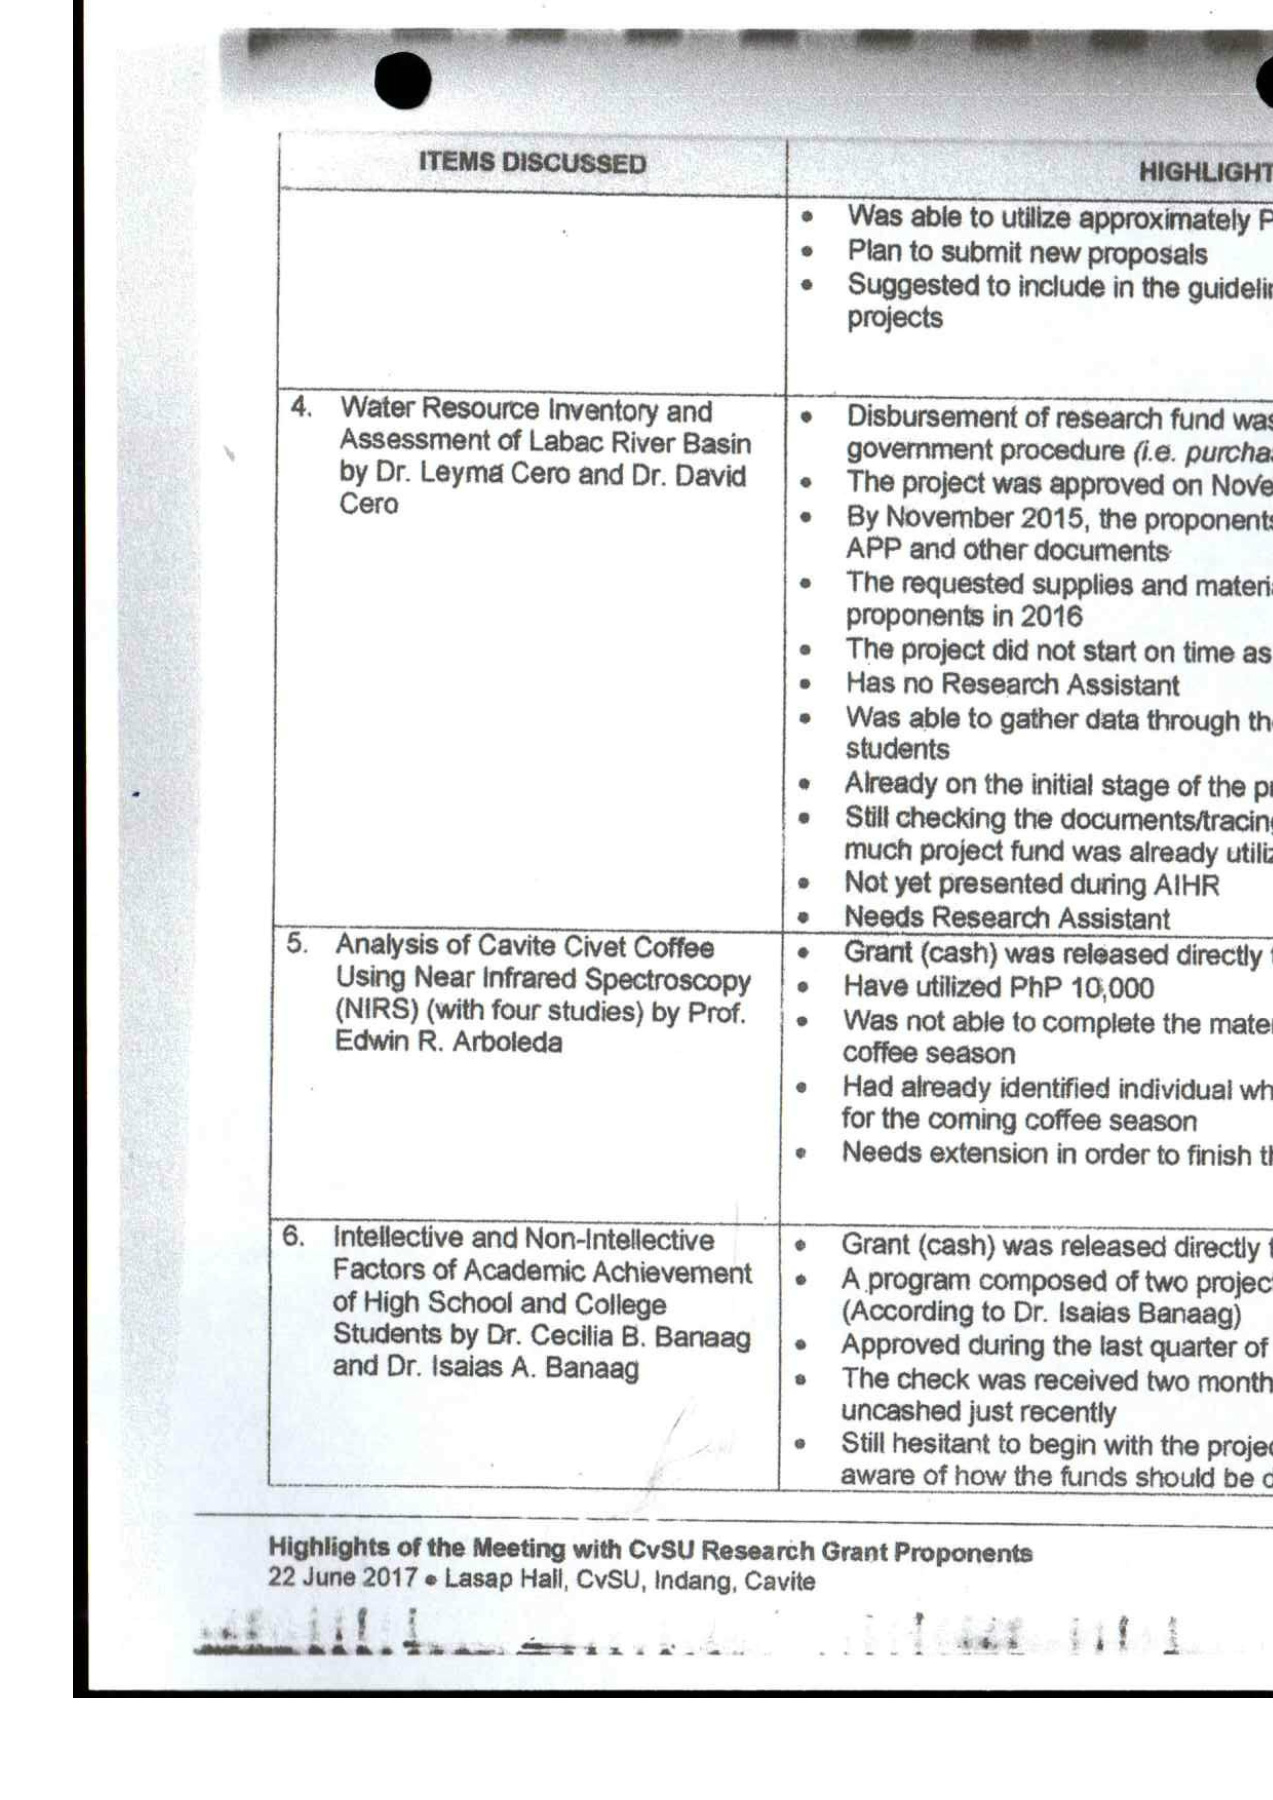 ITEMS DISCUSSED
HIGHLIGHT
Was able to utilize approximately P
• Plan to submit new proposals
• Suggested to include in the
projects
4. Water Resource Inventory and
Assessment of Labac River Basin
by Dr. Leyma Cero and Dr. David
Cero
• Disbursement of research fund was
government procedure (i.e.
• The project was approved on
• By November 2015, the proponents
APP and other documents
• The requested supplies and
proponents in 2016
• The project did not start on time as
• Has no Research Assistant
• Was able to gather data through
students
• Already on the initial stage of the
• Still checking the documents/tracing
much project fund was already
• Not yet presented during AIHR
• Needs Research Assistant
5. Analysis of Cavite Civet Coffee
Using Near Infrared Spectroscopy
(NIRS) (with four studies) by Prof.
Edwin R. Arboleda
• Grant (cash) was released directly
• Have utilized PhP 10,000
• Was not able to complete the
coffee season
• Had already identified individual
for the coming coffee season
• Needs extension in order to finish
6. Intellective and Non-Intellective
Factors of Academic Achievement
of High School and College
Students by Dr. Cecilia B. Banaag
and Dr. Isaias A. Banaag
• Grant (cash) was released directly
• A program composed of two
(According to Dr. Isaias Banaag)
• Approved during the last quarter of
• The check was received two month
uncashed just recently
• Still hesitant to begin with the
aware of how the funds should be
Highlights of the Meeting with CvSU Research Grant Proponents
22 June 2017 • Lasap Hall, CvSU, Indang, Cavite